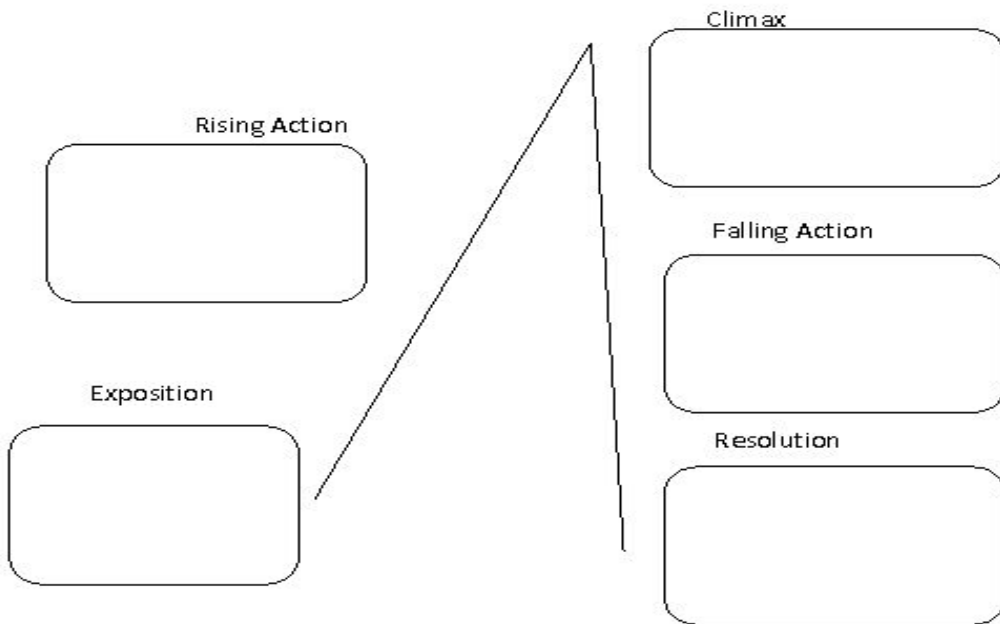 Climax
Rising Action
Falling Action
Exposition
Resolution